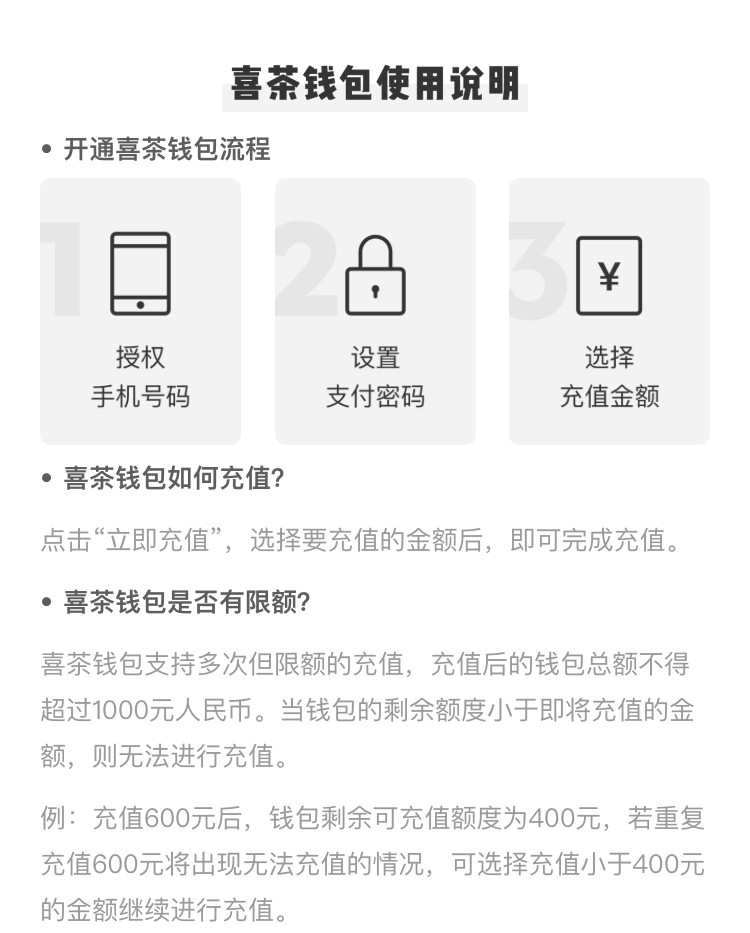 喜茶钱包使用说明
• 开通喜茶钱包流程
1
授权
手机号码
2
设置
支付密码
3
¥
选择
充值金额
• 喜茶钱包如何充值?
点击“立即充值”，选择要充值的金额后，即可完成充值。
• 喜茶钱包是否有限额?
喜茶钱包支持多次但限额的充值，充值后的钱包总额不得
超过1000元人民币。当钱包的剩余额度小于即将充值的金
额，则无法进行充值。
例：充值600元后，钱包剩余可充值额度为400元，若重复
充值600元将出现无法充值的情况，可选择充值小于400元
的金额继续进行充值。